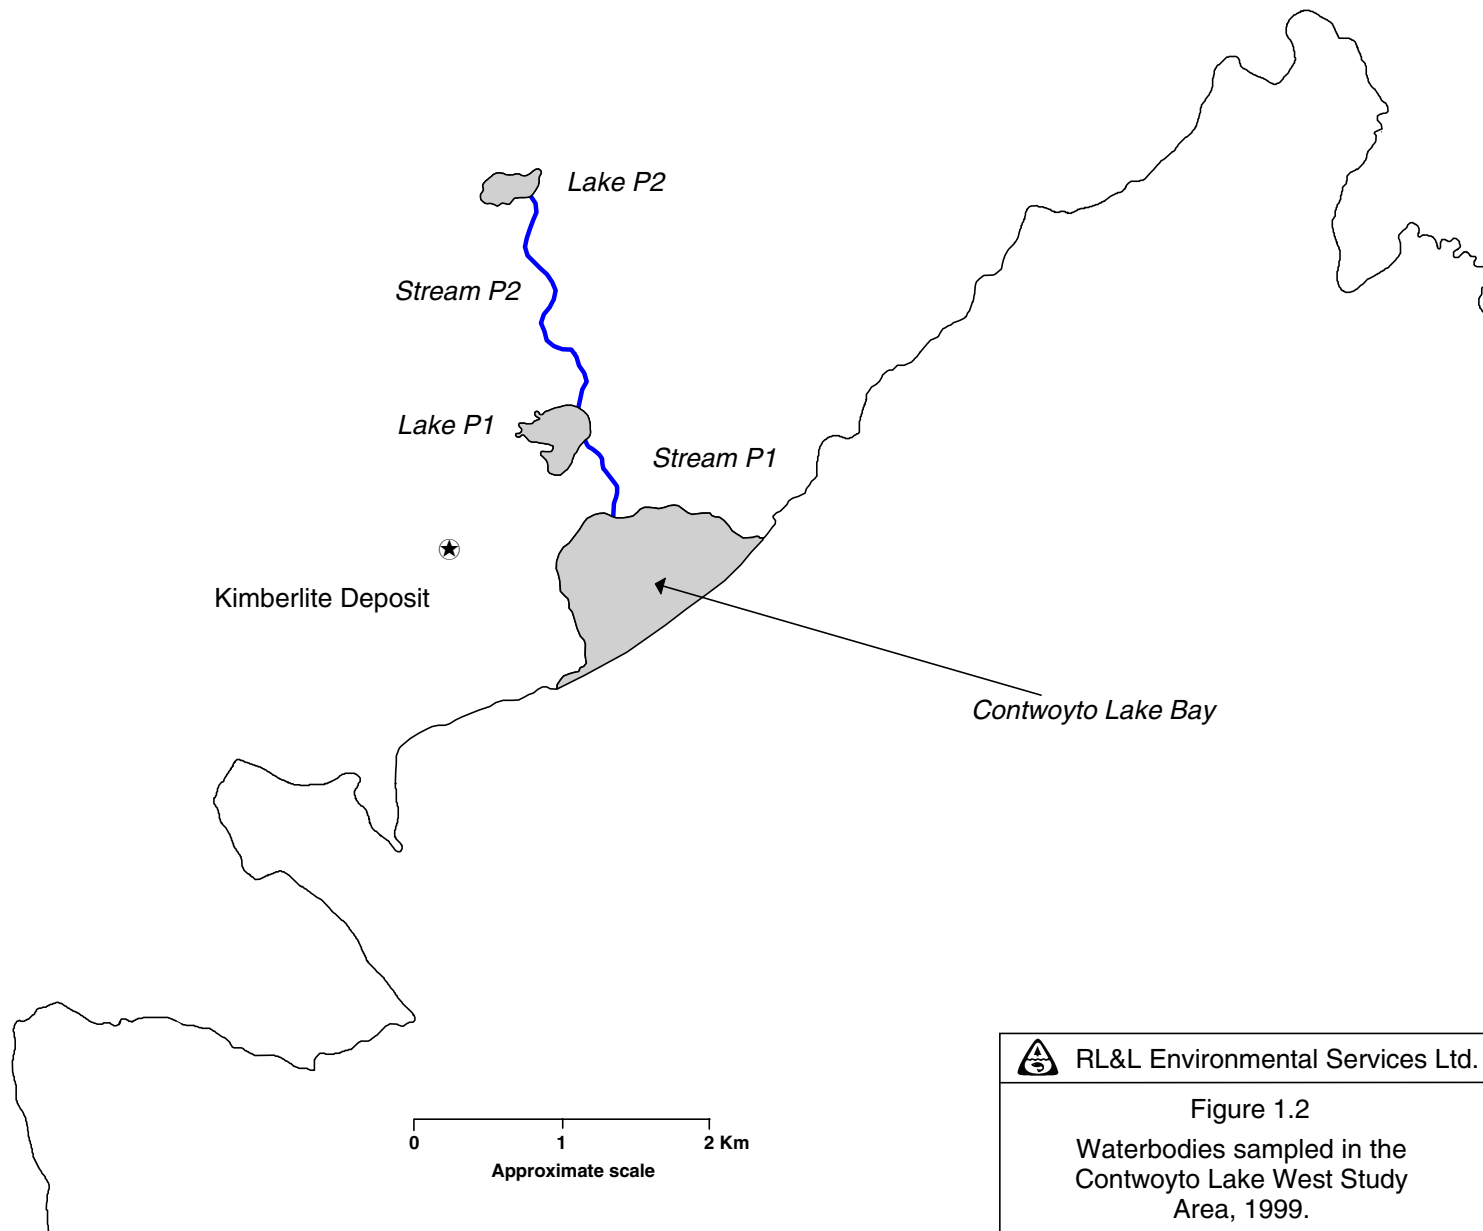 Lake P2
Stream P2
Lake P1
Stream P1
Kimberlite Deposit
Contwoyto Lake Bay
0 1 2 Km
Approximate scale
RL&L Environmental Services Ltd.
Figure 1.2
Waterbodies sampled in the
Contwoyto Lake West Study
Area, 1999.